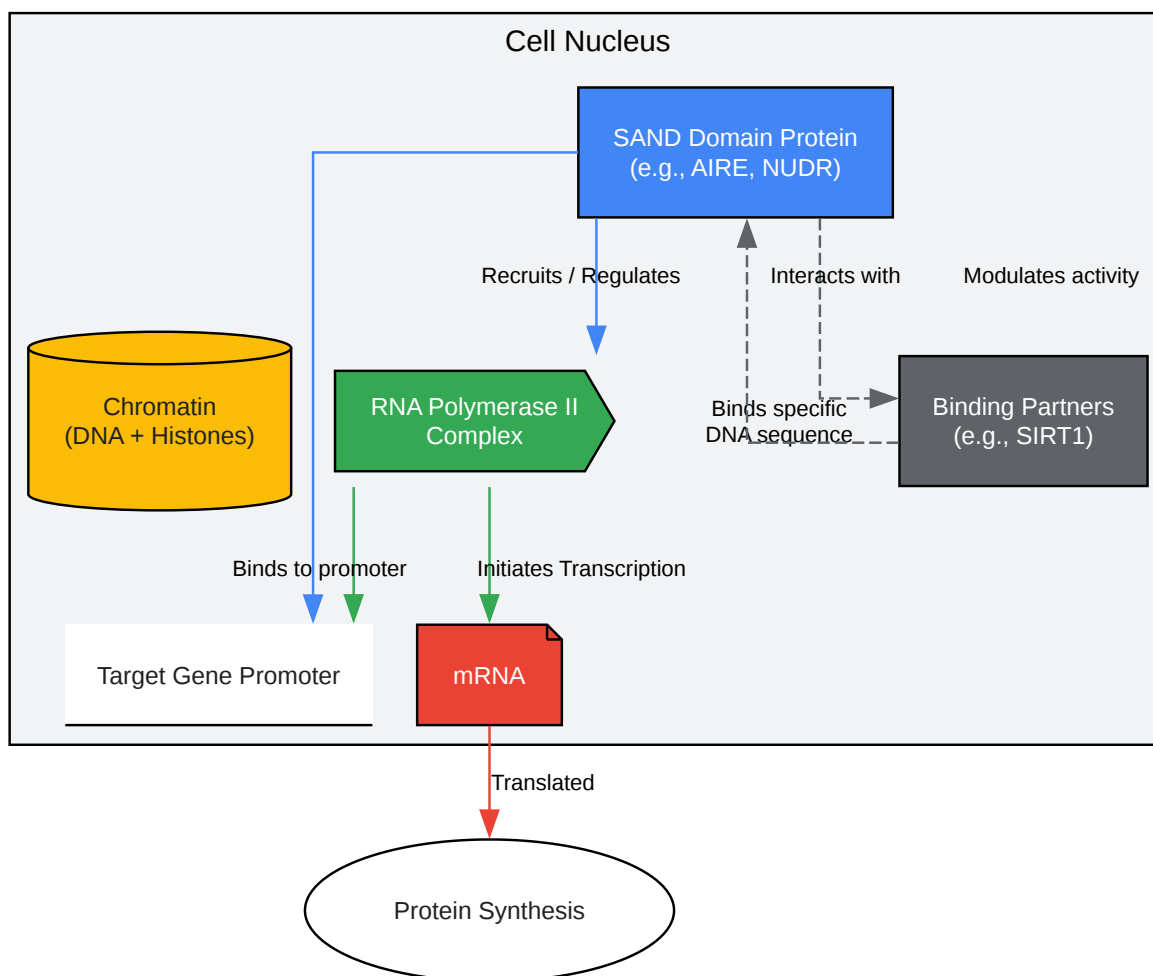 Cell Nucleus
SAND Domain Protein
(e.g., AIRE, NUDR)
Recruits / Regulates
Interacts with
Modulates activity
Chromatin
(DNA + Histones)
RNA Polymerase II
Complex
Binds specific
DNA sequence
Binding Partners
(e.g., SIRT1)
Binds to promoter
Initiates Transcription
Target Gene Promoter
mRNA
Translated
Protein Synthesis